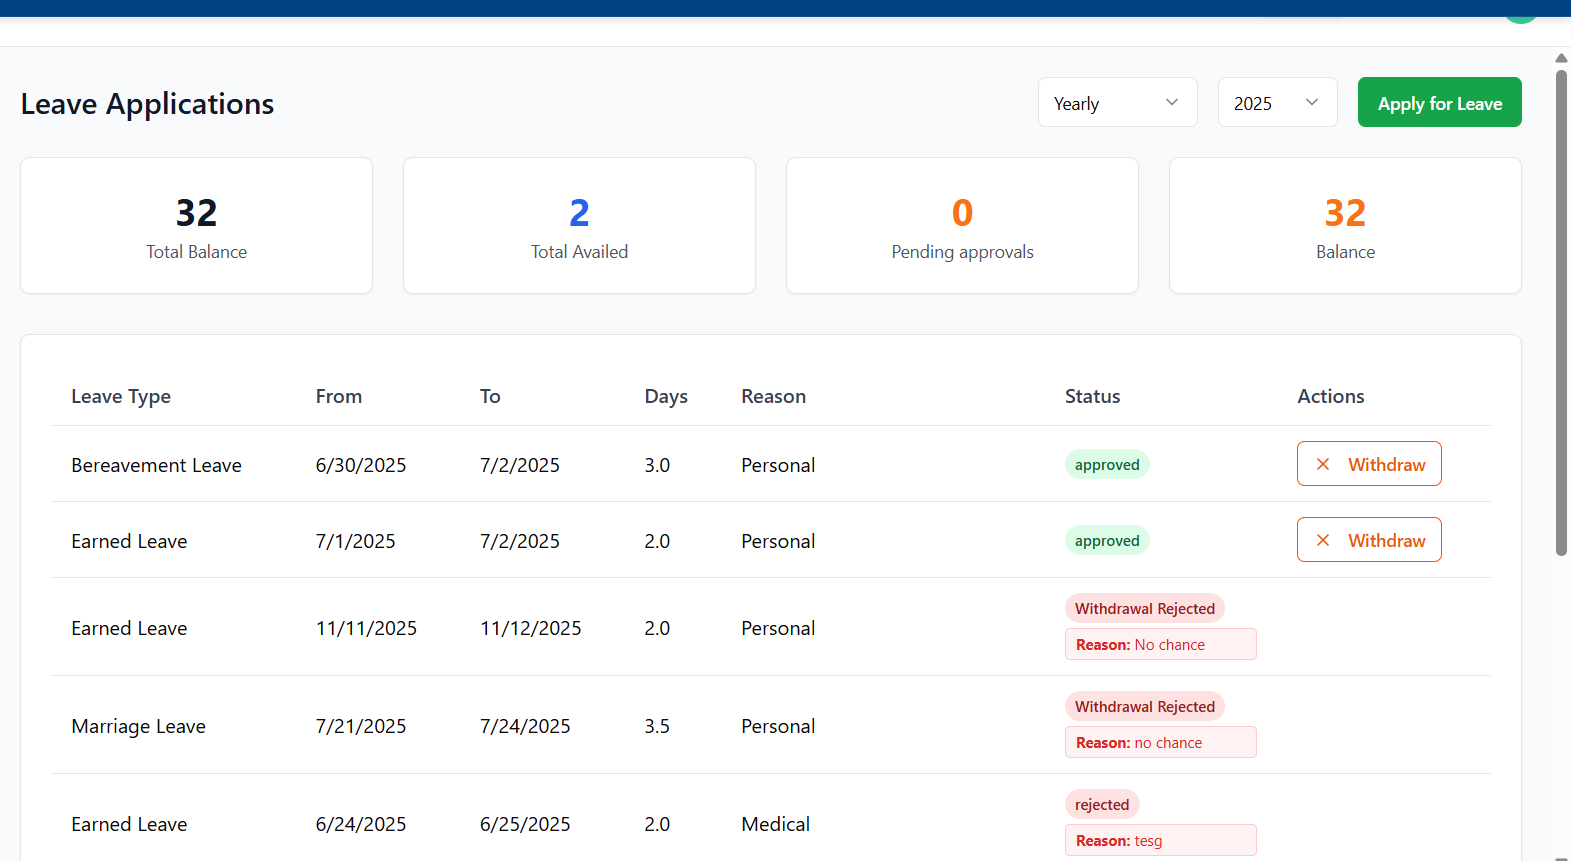 Leave Applications
Yearly
2025
Apply for Leave
32
Total Balance
2
Total Availed
0
Pending approvals
32
Balance
Leave Type From To Days Reason Status Actions
Bereavement Leave 6/30/2025 7/2/2025 3.0 Personal approved Withdraw
Earned Leave 7/1/2025 7/2/2025 2.0 Personal approved Withdraw
Earned Leave 11/11/2025 11/12/2025 2.0 Personal Withdrawal Rejected
Reason: No chance
Marriage Leave 7/21/2025 7/24/2025 3.5 Personal Withdrawal Rejected
Reason: no chance
Earned Leave 6/24/2025 6/25/2025 2.0 Medical rejected
Reason: tesg